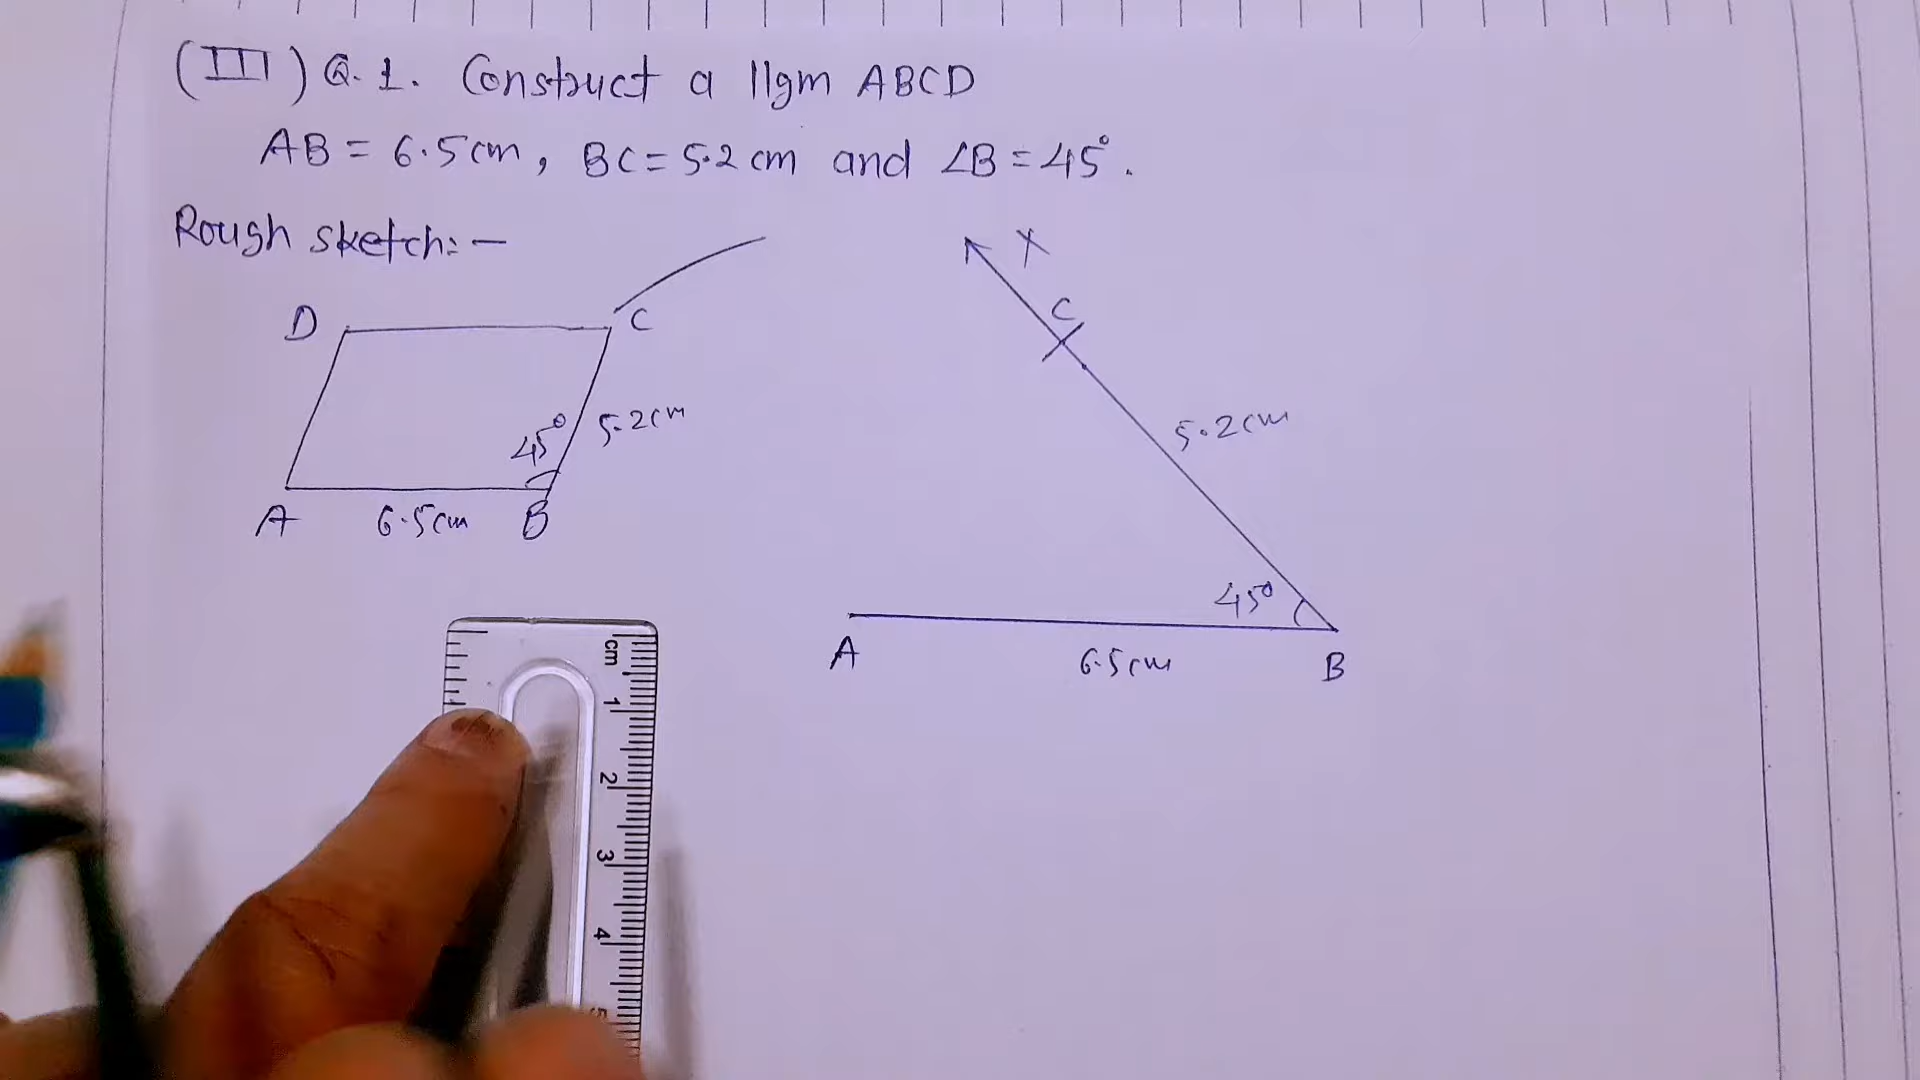 (III) Q.1. Construct a llgm ABCD
AB = 6.5cm, BC=5.2 cm and ∠B=45°.
Rough sketch:-
D
C
45°
5.2cm
A
6.5cm
B
X
C
5.2cm
45°
A
6.5cm
B
cm
1
2
3
4
5